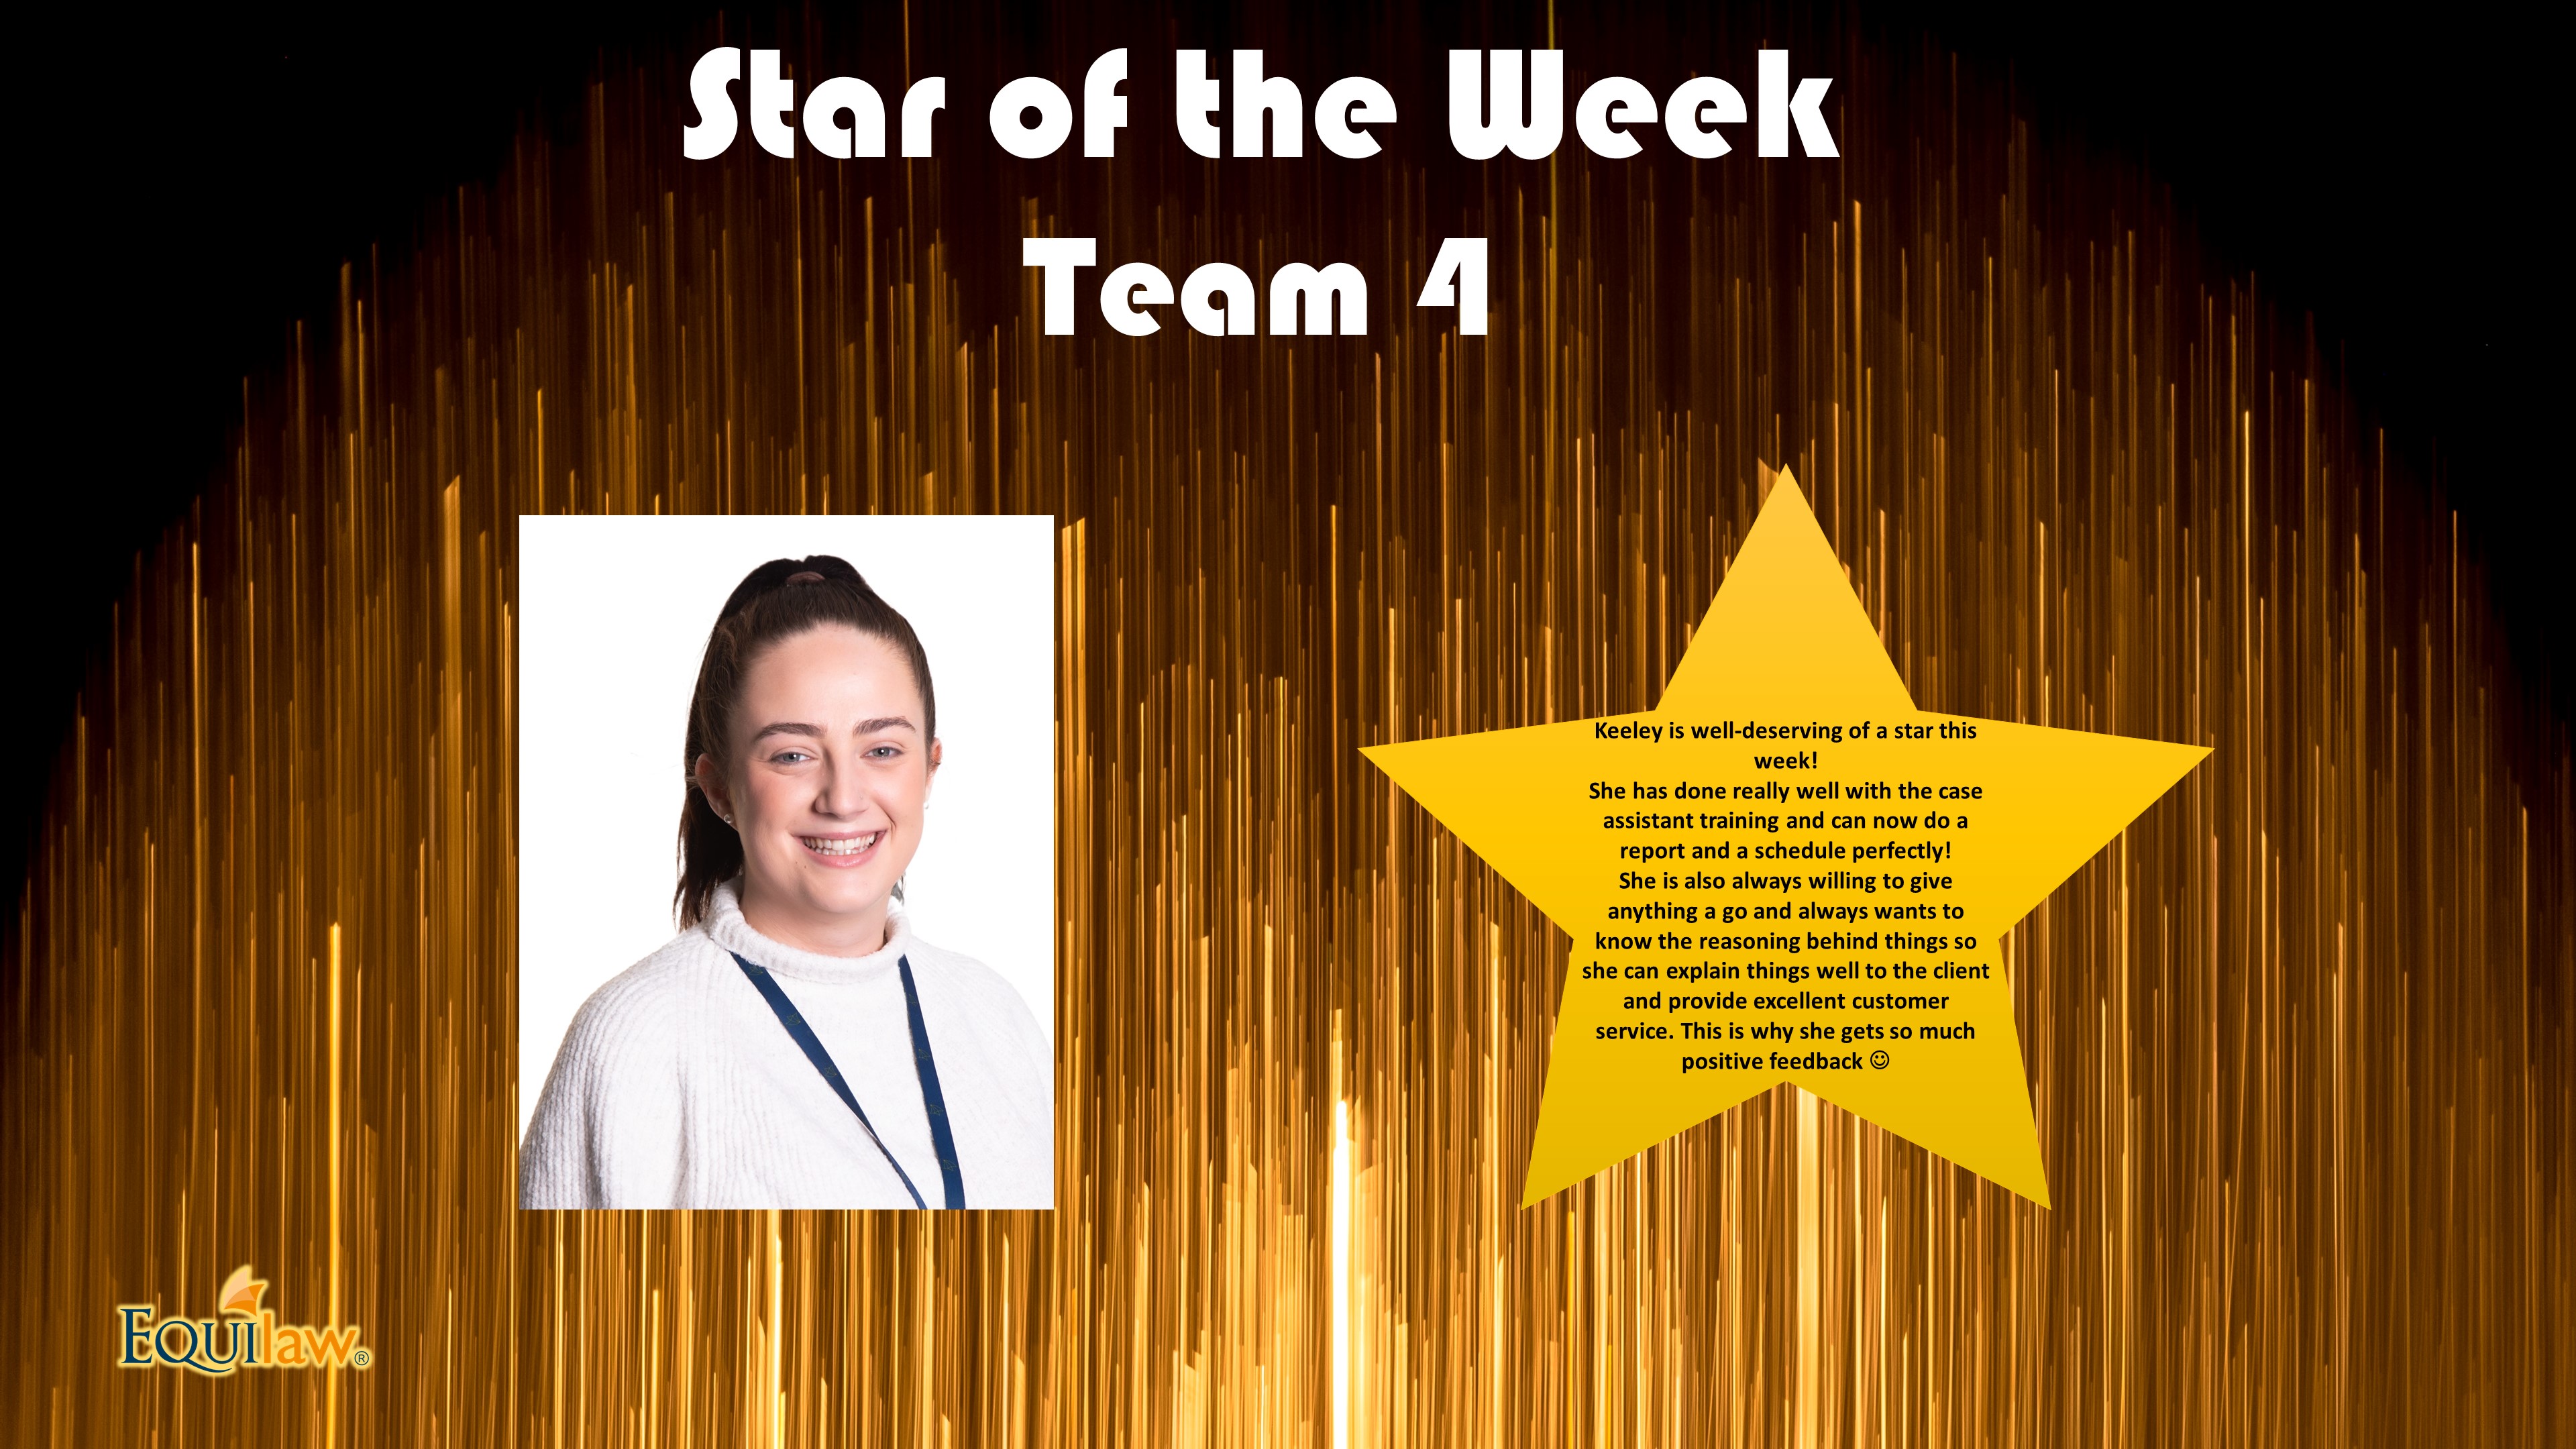 Star of the Week
Team 4
Keeley is well-deserving of a star this
week!
She has done really well with the case
assistant training and can now do a
report and a schedule perfectly!
She is also always willing to give
anything a go and always wants to
know the reasoning behind things so
she can explain things well to the client
and provide excellent customer
service. This is why she gets so much
positive feedback ☺
EQUIlaw®